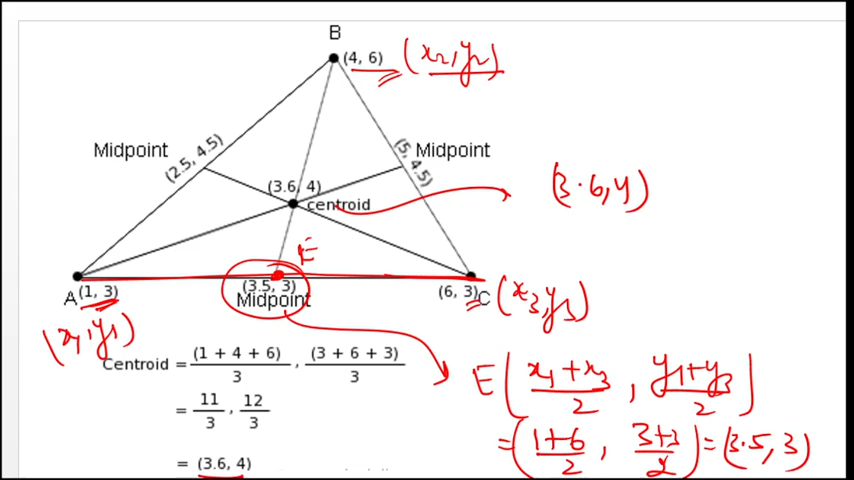 B
(4, 6) (x2, y2)
Midpoint (2.5, 4.5)
(5, 4.5) Midpoint
(3.6, 4)
centroid
(3.6, 4)
E
A (1, 3)
(3.5, 3)
Midpoint
(6, 3) C (x3, y3)
(x1, y1)
Centroid = (1 + 4 + 6)/3 , (3 + 6 + 3)/3
= 11/3 , 12/3
= (3.6, 4)
E(x1+x3/2 , y1+y3/2)
= (1+6/2 , 3+3/2) = (3.5, 3)